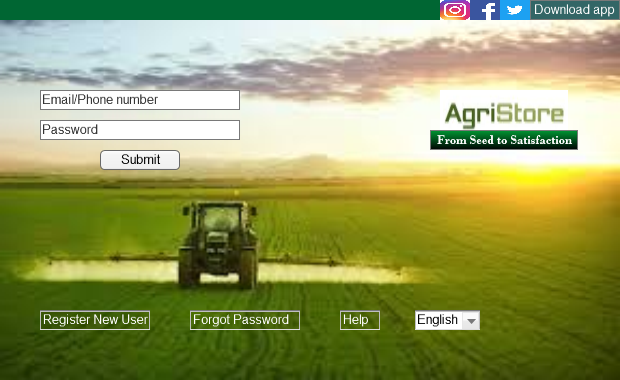 Download app
Email/Phone number
Password
Submit
AgriStore
From Seed to Satisfaction
Register New User
Forgot Password
Help
English